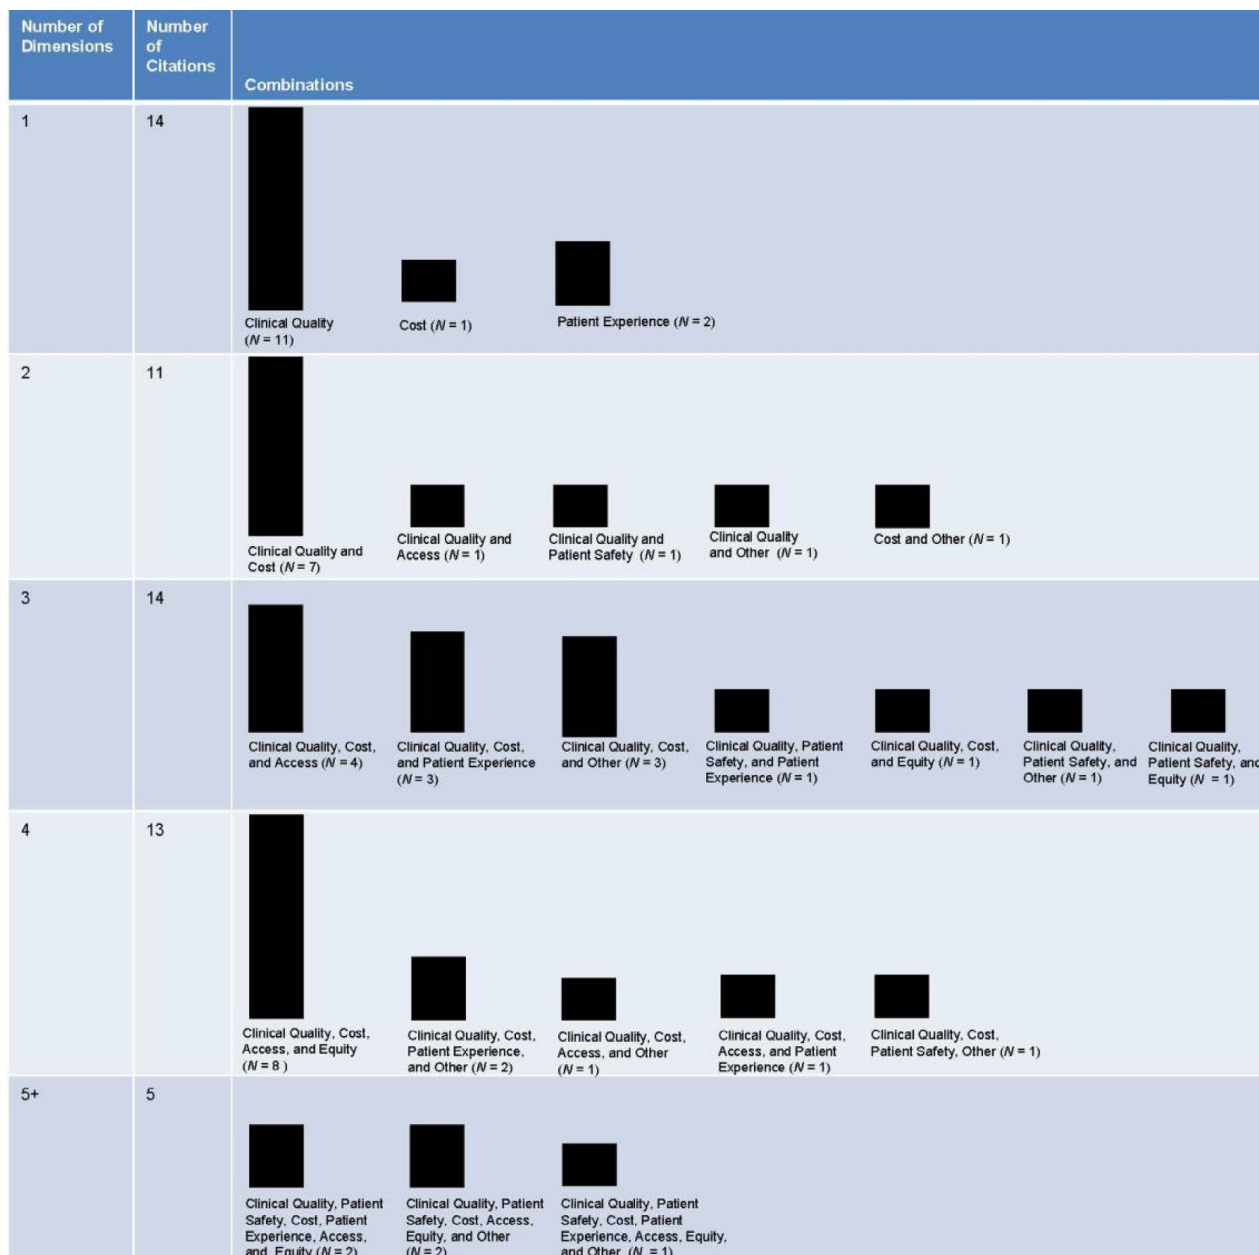 Number of
Dimensions
Number
of
Citations
Combinations
1
14
Clinical Quality
(N = 11)
Cost (N = 1)
Patient Experience (N = 2)
2
11
Clinical Quality and
Cost (N = 7)
Clinical Quality and
Access (N = 1)
Clinical Quality and
Patient Safety (N = 1)
Clinical Quality
and Other (N = 1)
Cost and Other (N = 1)
3
14
Clinical Quality, Cost,
and Access (N = 4)
Clinical Quality, Cost,
and Patient Experience
(N = 3)
Clinical Quality, Cost,
and Other (N = 3)
Clinical Quality, Patient
Safety, and Patient
Experience (N = 1)
Clinical Quality, Cost,
and Equity (N = 1)
Clinical Quality,
Patient Safety, and
Other (N = 1)
Clinical Quality,
Patient Safety, and
Equity (N = 1)
4
13
Clinical Quality, Cost,
Access, and Equity
(N = 8 )
Clinical Quality, Cost,
Patient Experience,
and Other (N = 2)
Clinical Quality, Cost,
Access, and Other
(N = 1)
Clinical Quality, Cost,
Access, and Patient
Experience (N = 1)
Clinical Quality, Cost,
Patient Safety, Other (N = 1)
5+
5
Clinical Quality, Patient
Safety, Cost, Patient
Experience, Access,
and Equity (N = 2)
Clinical Quality, Patient
Safety, Cost, Access,
Equity, and Other
(N = 2)
Clinical Quality, Patient
Safety, Cost, Patient
Experience, Access, Equity,
and Other (N = 1)